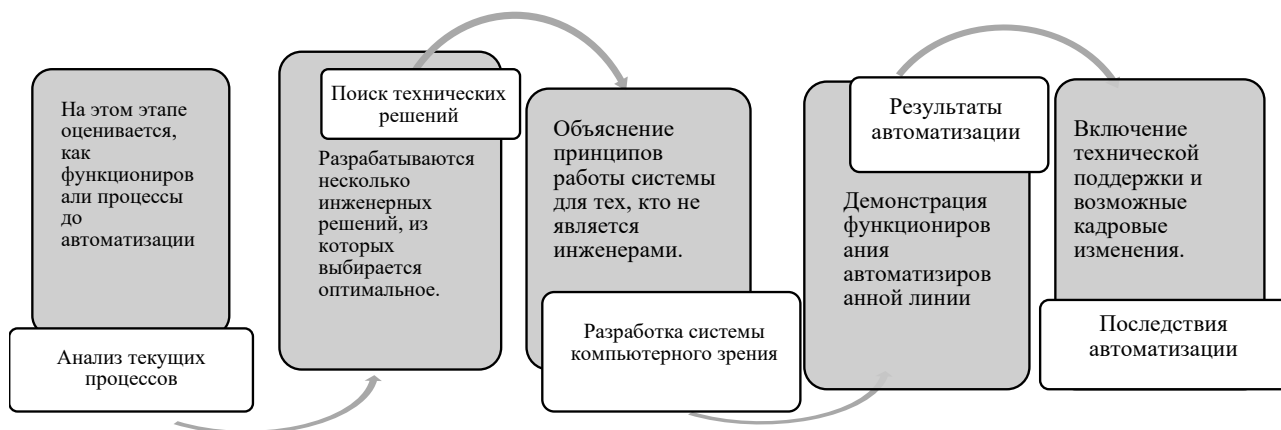 На этом этапе
оценивается,
как
функциониров
али процессы
до
автоматизации
Анализ текущих
процессов
Поиск технических
решений
Разрабатываются
несколько
инженерных
решений, из
которых
выбирается
оптимальное.
Объяснение
принципов
работы системы
для тех, кто не
является
инженерами.
Разработка системы
компьютерного зрения
Результаты
автоматизации
Демонстрация
функциониров
ания
автоматизиров
анной линии
Включение
технической
поддержки и
возможные
кадровые
изменения.
Последствия
автоматизации